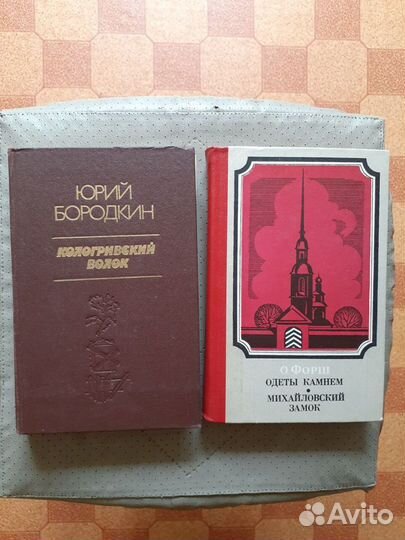 ЮРИЙ
БОРОДКИН
КОЛОГРИВСКИЙ
ВОЛОК
О. ФОРШ
ОДЕТЫ КАМНЕМ
•
МИХАЙЛОВСКИЙ
ЗАМОК
Avito